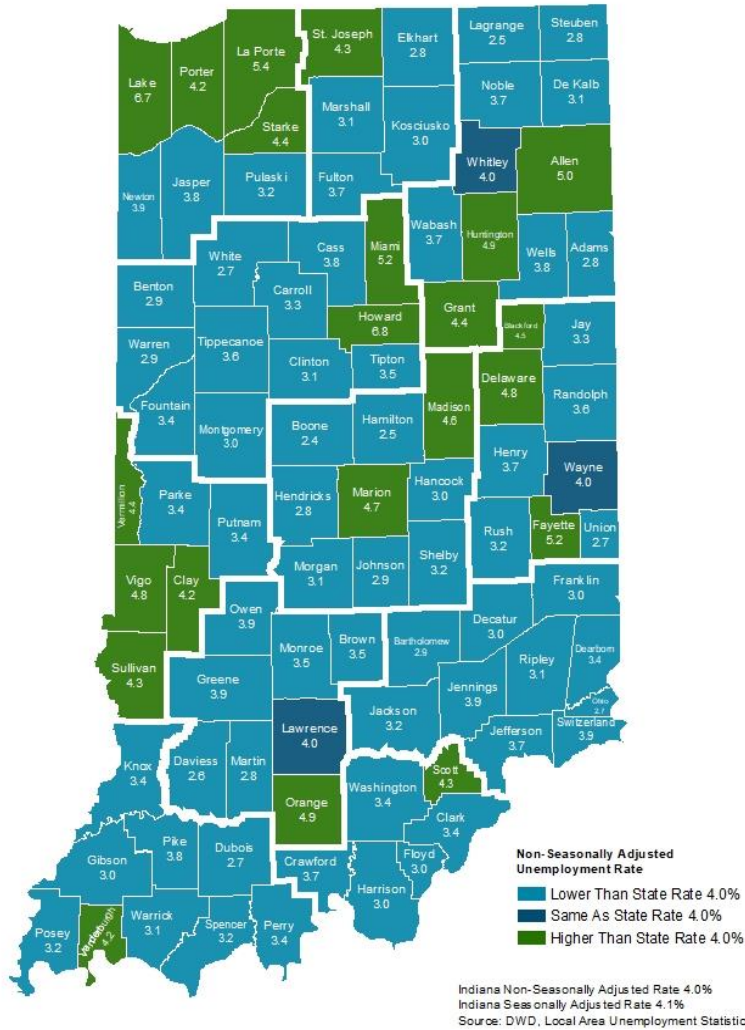 St. Joseph
4.3
Elkhart
2.8
Lagrange
2.5
Steuben
2.8
La Porte
5.4
Porter
4.2
Lake
6.7
Noble
3.7
De Kalb
3.1
Marshall
3.1
Starke
4.4
Kosciusko
3.0
Whitley
4.0
Allen
5.0
Newton
3.9
Jasper
3.8
Pulaski
3.2
Fulton
3.7
Wabash
3.7
Huntington
4.9
Miami
5.2
Cass
3.8
White
2.7
Wells
3.8
Adams
2.8
Benton
2.9
Carroll
3.3
Grant
4.4
Howard
6.8
Blackford
4.5
Jay
3.3
Warren
2.9
Tippecanoe
3.6
Clinton
3.1
Tipton
3.5
Delaware
4.8
Randolph
3.6
Fountain
3.4
Montgomery
3.0
Boone
2.4
Hamilton
2.5
Madison
4.6
Henry
3.7
Wayne
4.0
Vermillion
4.4
Parke
3.4
Putnam
3.4
Hendricks
2.8
Marion
4.7
Hancock
3.0
Rush
3.2
Fayette
5.2
Union
2.7
Vigo
4.8
Clay
4.2
Morgan
3.1
Johnson
2.9
Shelby
3.2
Franklin
3.0
Owen
3.9
Decatur
3.0
Sullivan
4.3
Monroe
3.5
Brown
3.5
Bartholomew
2.9
Ripley
3.1
Dearborn
3.4
Greene
3.9
Jennings
3.9
Ohio
2.7
Jackson
3.2
Lawrence
4.0
Jefferson
3.7
Switzerland
3.9
Knox
3.4
Daviess
2.6
Martin
2.8
Scott
4.3
Washington
3.4
Orange
4.9
Clark
3.4
Pike
3.8
Dubois
2.7
Gibson
3.0
Crawford
3.7
Floyd
3.0
Harrison
3.0
Posey
3.2
4.2
Warrick
3.1
Spencer
3.2
Perry
3.4
Non-Seasonally Adjusted
Unemployment Rate
Lower Than State Rate 4.0%
Same As State Rate 4.0%
Higher Than State Rate 4.0%
Indiana Non-Seasonally Adjusted Rate 4.0%
Indiana Seasonally Adjusted Rate 4.1%
Source: DWD, Local Area Unemployment Statistic